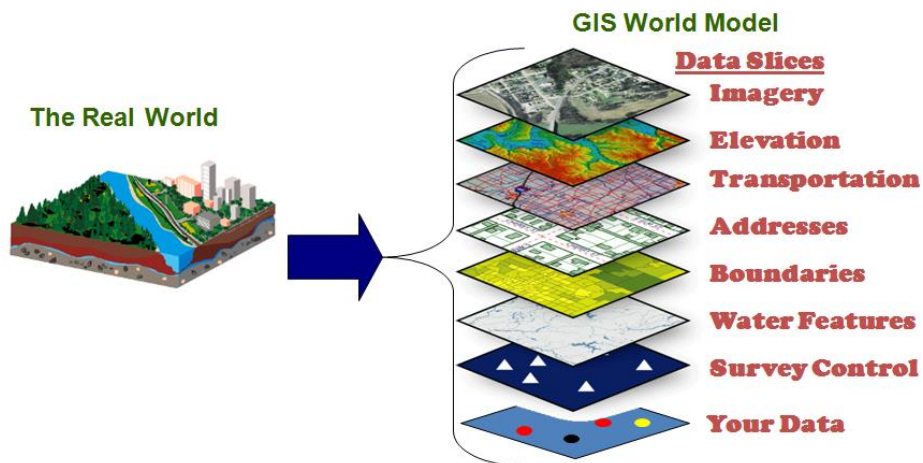 GIS World Model
The Real World
Data Slices
Imagery
Elevation
Transportation
Addresses
Boundaries
Water Features
Survey Control
Your Data